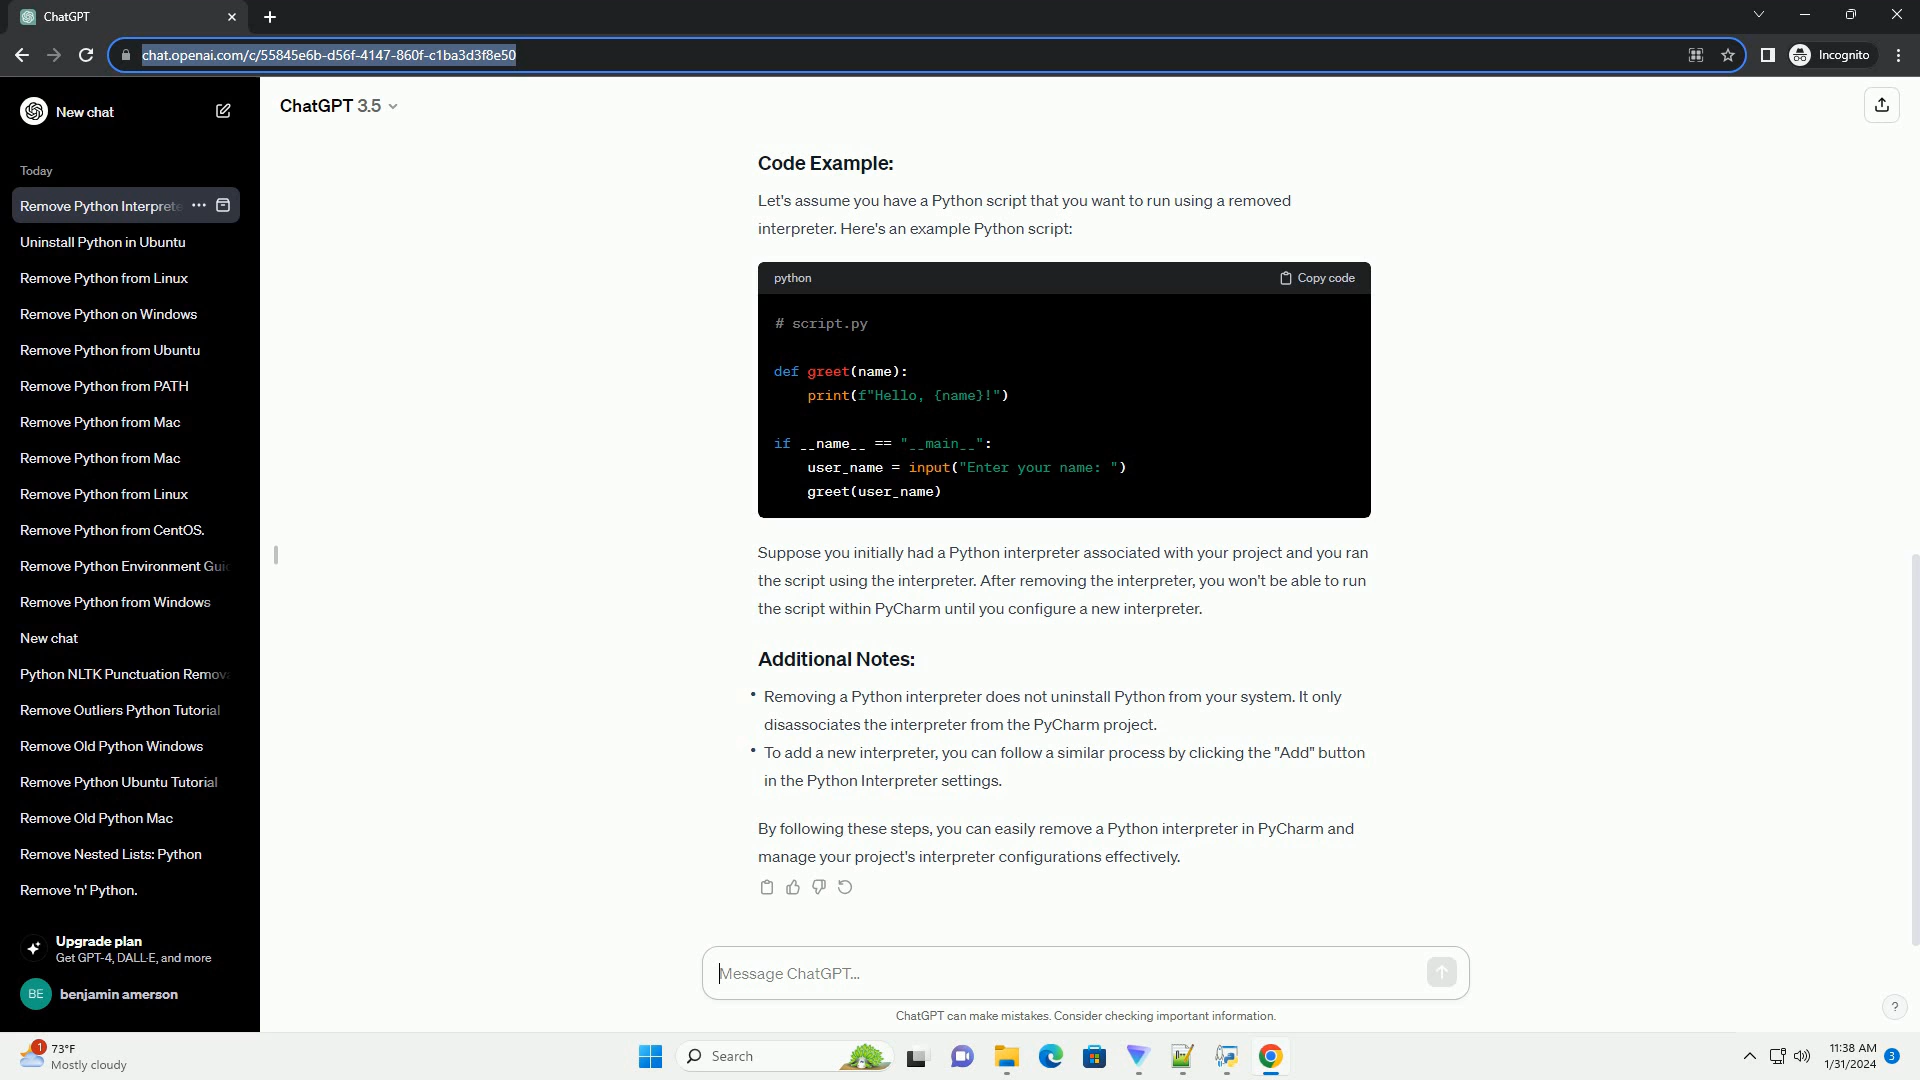 ChatGPT
chat.openai.com/c/55845e6b-d56f-4147-860f-c1ba3d3f8e50
Incognito
New chat
Today
Remove Python Interprete
Uninstall Python in Ubuntu
Remove Python from Linux
Remove Python on Windows
Remove Python from Ubuntu
Remove Python from PATH
Remove Python from Mac
Remove Python from Mac
Remove Python from Linux
Remove Python from CentOS.
Remove Python Environment Guid
Remove Python from Windows
New chat
Python NLTK Punctuation Remova
Remove Outliers Python Tutorial
Remove Old Python Windows
Remove Python Ubuntu Tutorial
Remove Old Python Mac
Remove Nested Lists: Python
Remove 'n' Python.
Upgrade plan
Get GPT-4, DALL·E, and more
BE
benjamin amerson
ChatGPT 3.5
Code Example:
Let's assume you have a Python script that you want to run using a removed
interpreter. Here's an example Python script:
python
Copy code
# script.py
def greet(name):
print(f"Hello, {name}!")
if __name__ == "__main__":
user_name = input("Enter your name: ")
greet(user_name)
Suppose you initially had a Python interpreter associated with your project and you ran
the script using the interpreter. After removing the interpreter, you won't be able to run
the script within PyCharm until you configure a new interpreter.
Additional Notes:
• Removing a Python interpreter does not uninstall Python from your system. It only
disassociates the interpreter from the PyCharm project.
• To add a new interpreter, you can follow a similar process by clicking the "Add" button
in the Python Interpreter settings.
By following these steps, you can easily remove a Python interpreter in PyCharm and
manage your project's interpreter configurations effectively.
Message ChatGPT...
ChatGPT can make mistakes. Consider checking important information.
?
1
73°F
Mostly cloudy
Search
11:38 AM
1/31/2024
3